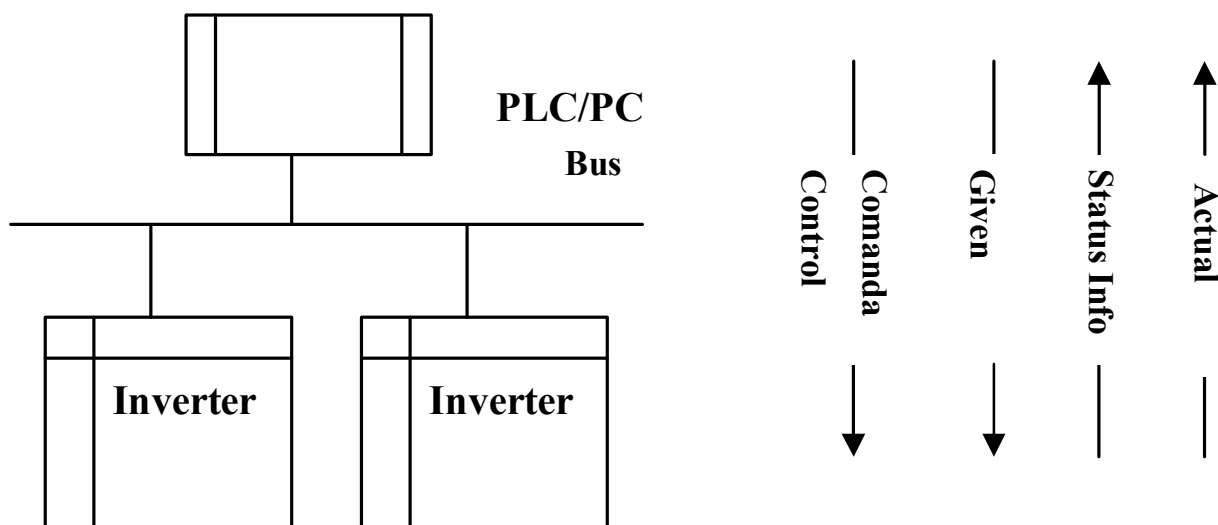 PLC/PC
Bus
Inverter
Inverter
Comanda
Control
Given
Status Info
Actual